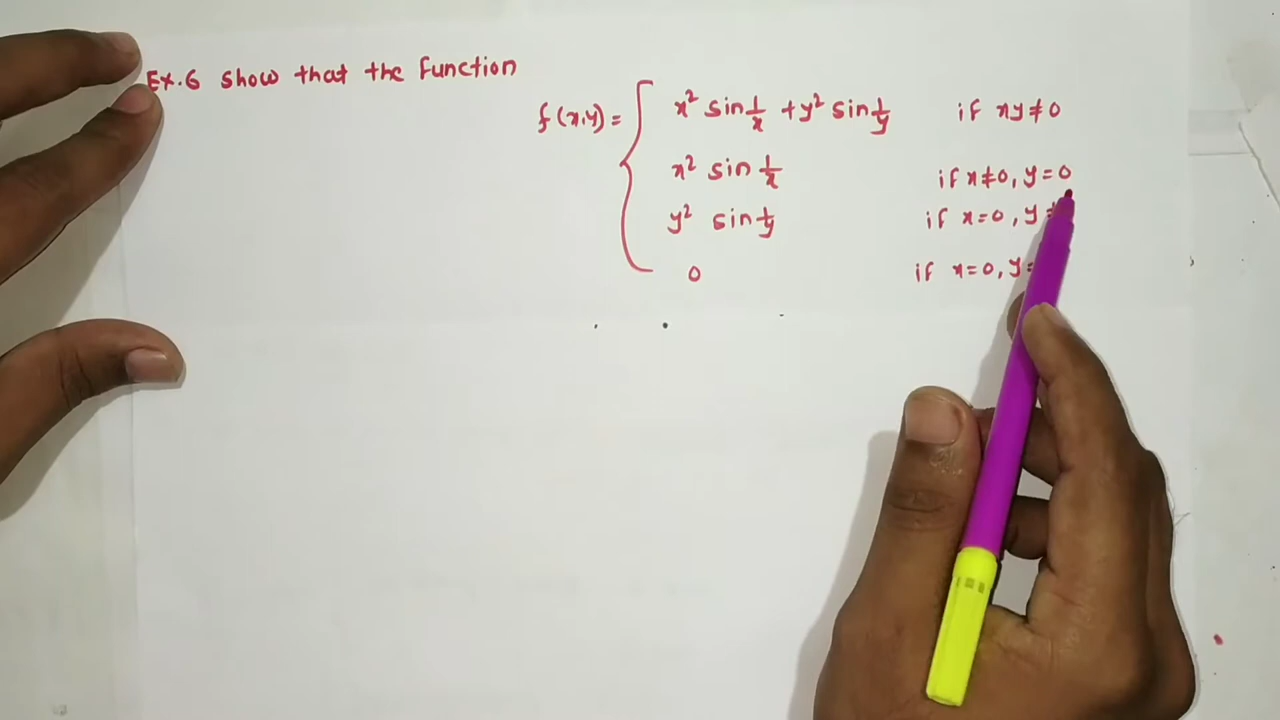 Ex.6 Show that the function
f(x,y) = { x² sin 1/x + y² sin 1/y if xy≠0
x² sin 1/x if x≠0, y=0
y² sin 1/y if x=0, y
0 if x=0, y=